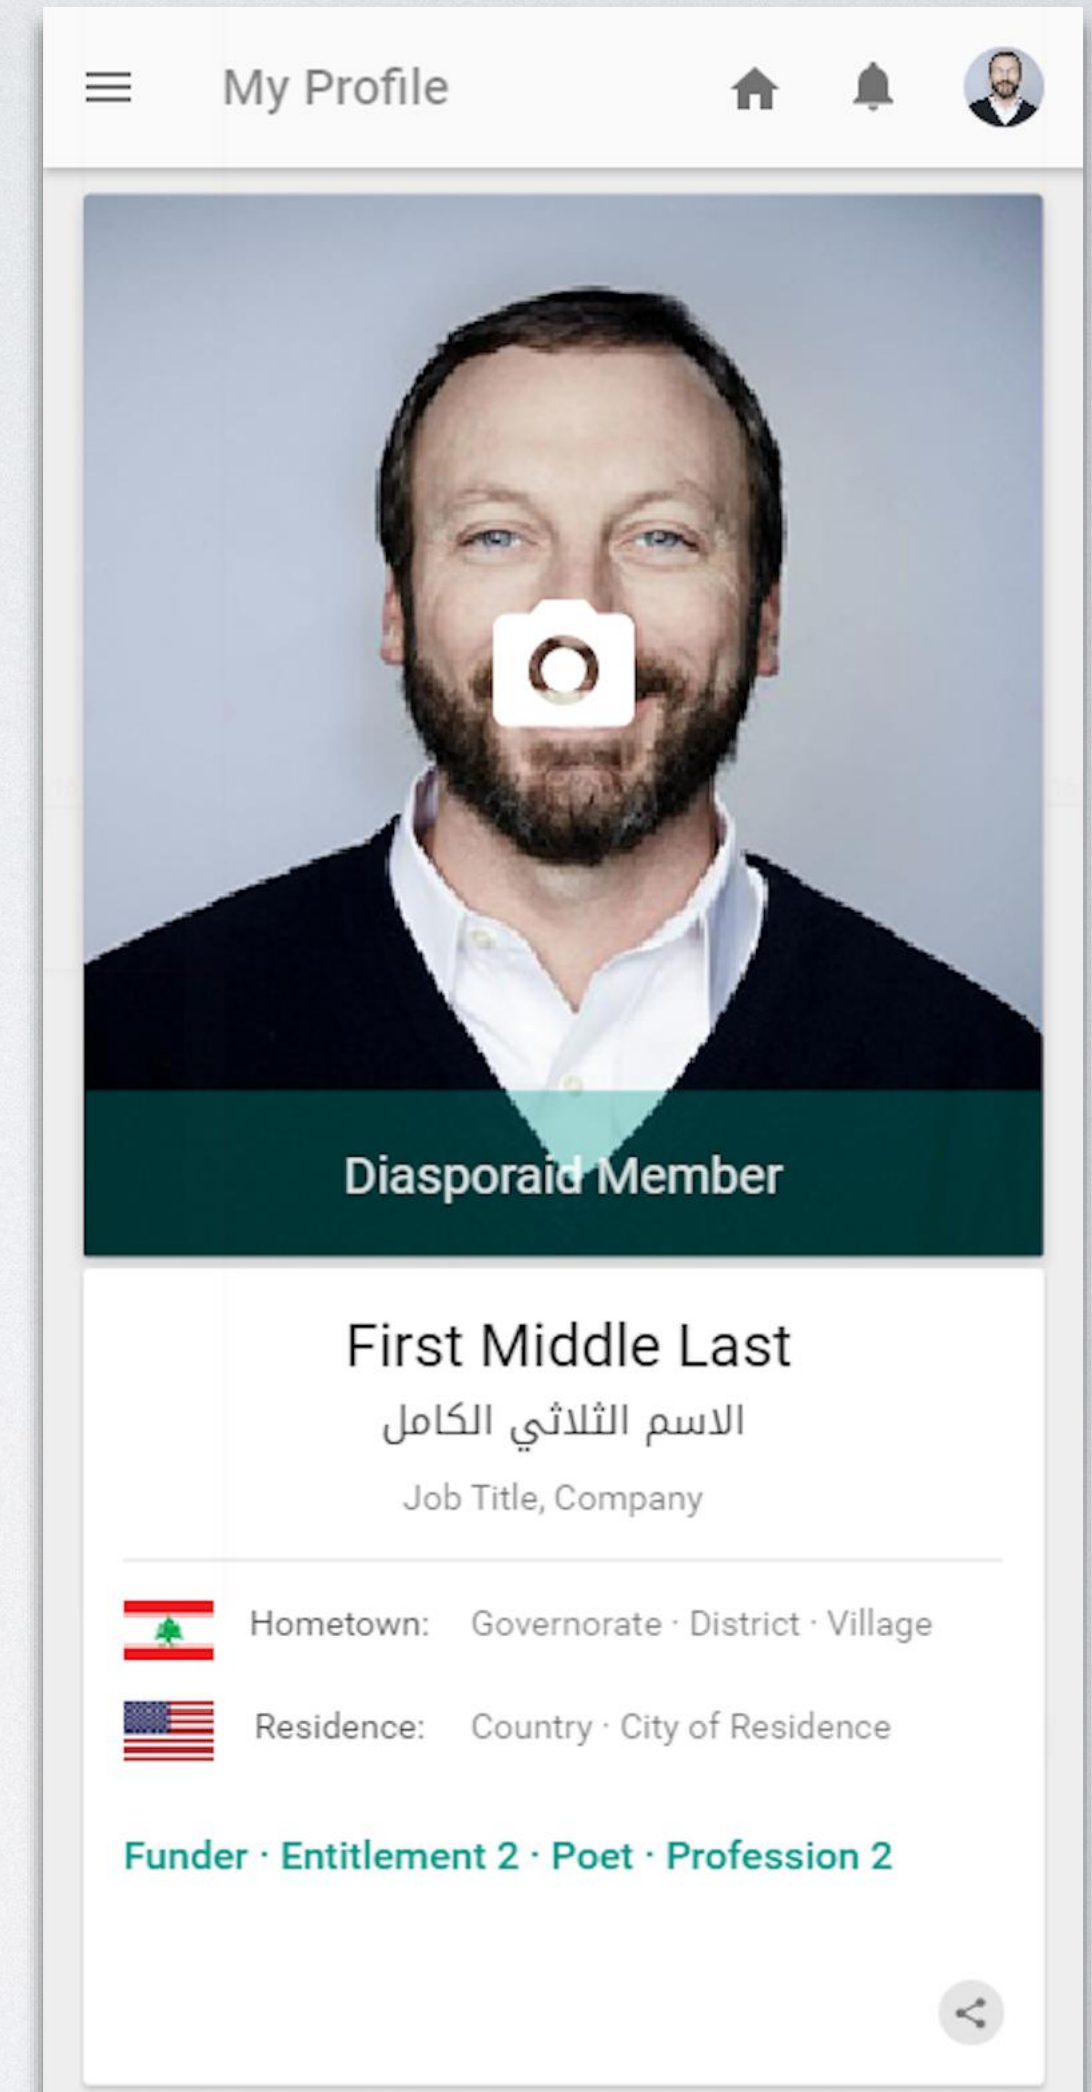 My Profile
Diasporaid Member
First Middle Last
الاسم الثلاثي الكامل
Job Title, Company
Hometown: Governorate · District · Village
Residence: Country · City of Residence
Funder · Entitlement 2 · Poet · Profession 2